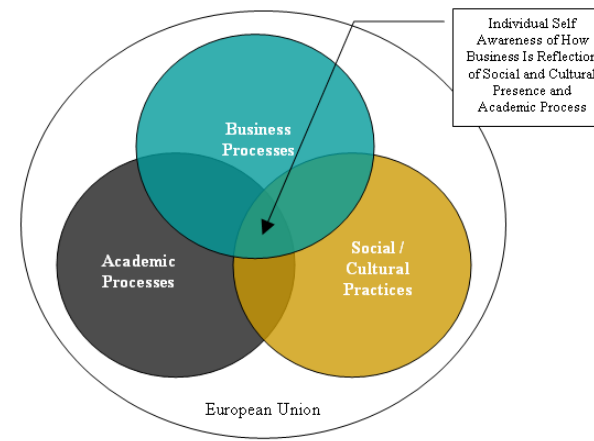 Individual Self
Awareness of How
Business Is Reflection
of Social and Cultural
Presence and
Academic Process
Business
Processes
Academic
Processes
Social /
Cultural
Practices
European Union